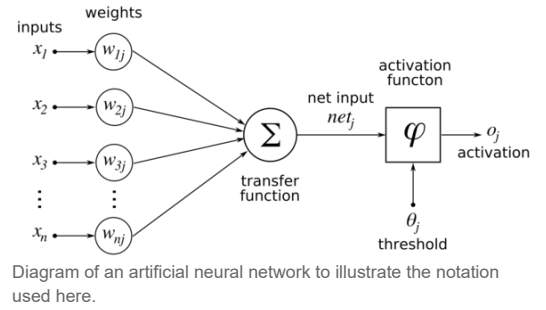 weights
inputs
x1 w1j
activation
functon
net input
x2 w2j
netj
Σ φ oj
activation
x3 w3j
transfer
function
⋮ ⋮
θj
xn wnj
threshold
Diagram of an artificial neural network to illustrate the notation
used here.